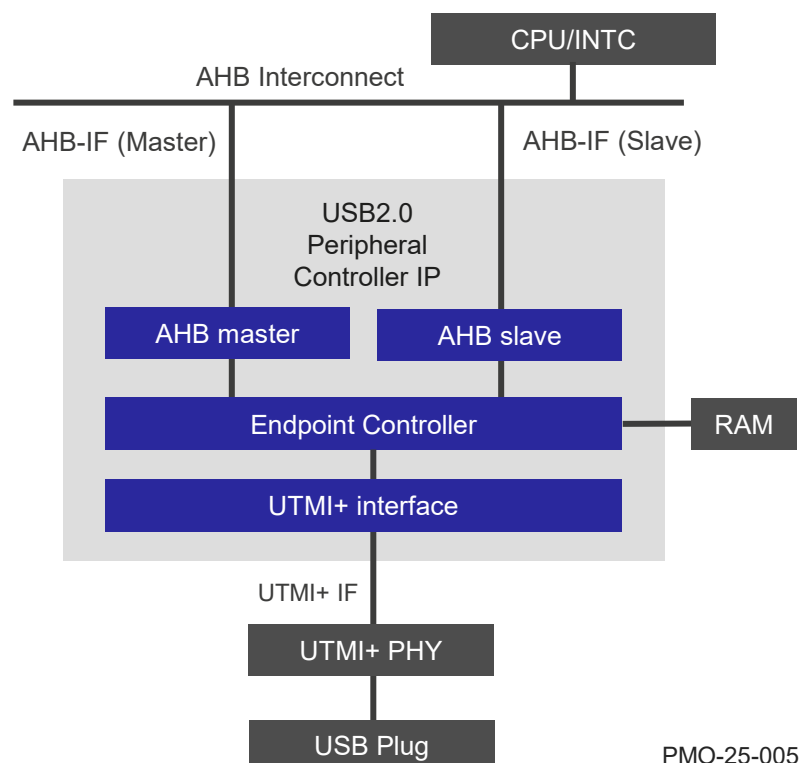 CPU/INTC
AHB Interconnect
AHB-IF (Master)
AHB-IF (Slave)
USB2.0
Peripheral
Controller IP
AHB master
AHB slave
Endpoint Controller
RAM
UTMI+ interface
UTMI+ IF
UTMI+ PHY
USB Plug
PMO-25-005